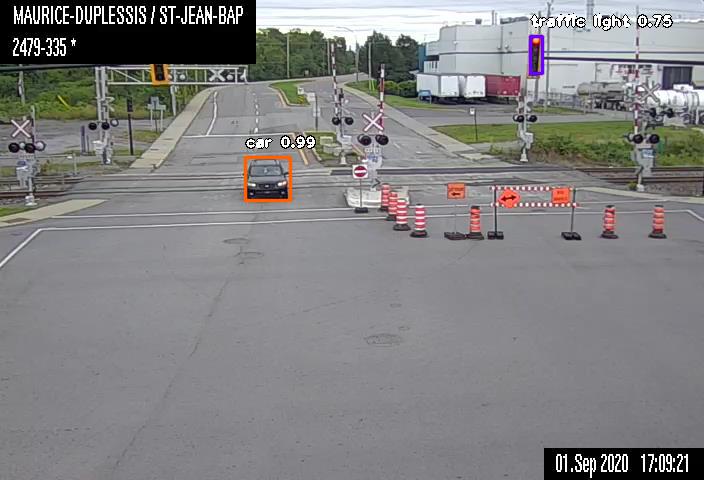 MAURICE-DUPLESSIS / ST-JEAN-BAP
2479-335 *
traffic light 0.75
car 0.99
01.Sep 2020 17:09:21